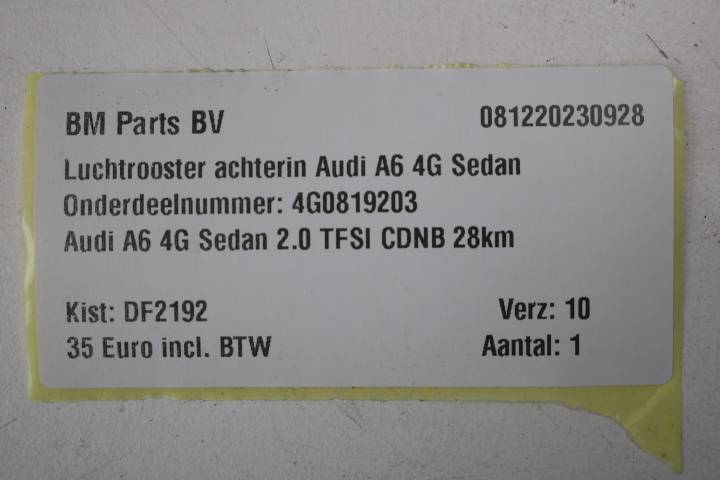 BM Parts BV 081220230928
Luchtrooster achterin Audi A6 4G Sedan
Onderdeelnummer: 4G0819203
Audi A6 4G Sedan 2.0 TFSI CDNB 28km
Kist: DF2192 Verz: 10
35 Euro incl. BTW Aantal: 1